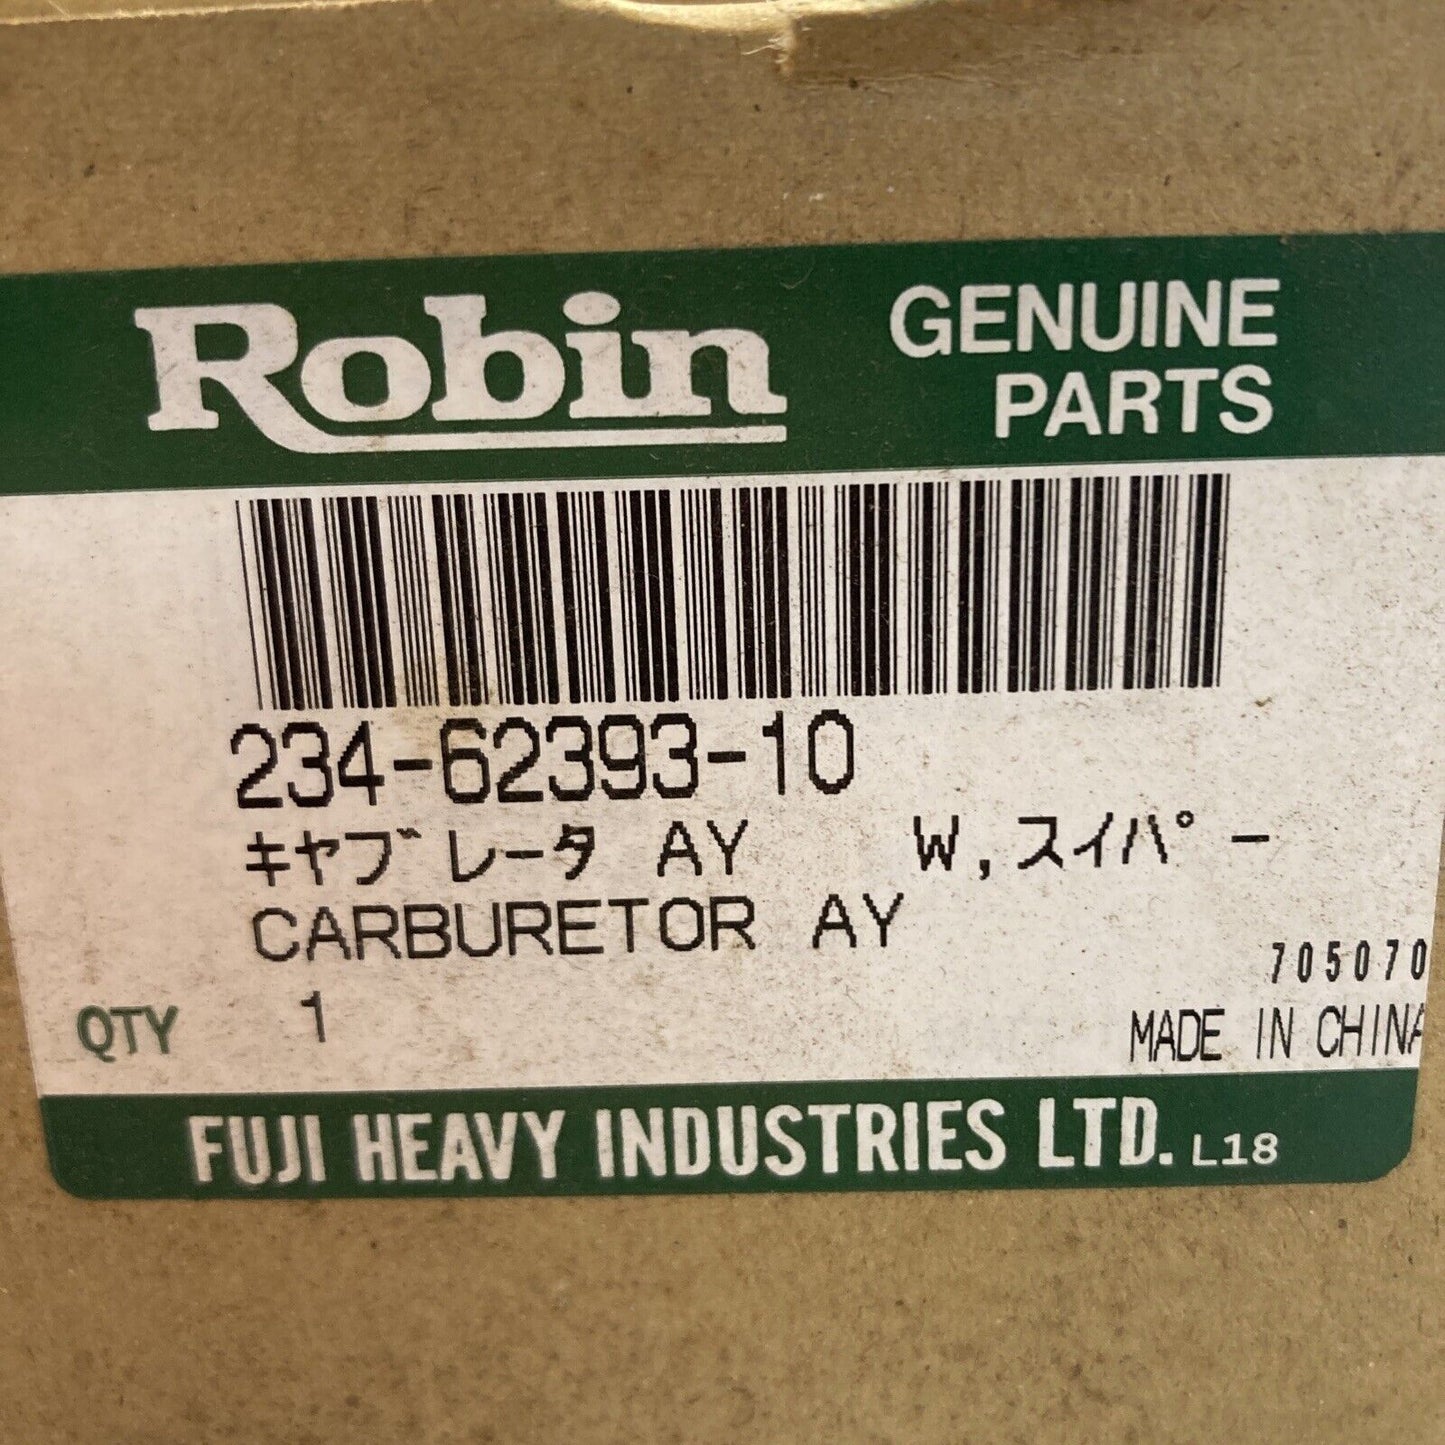 Robin GENUINE
PARTS
234-62393-10
キャブレータ AY W,スイパー
CARBURETOR AY
705070
QTY 1
MADE IN CHINA
FUJI HEAVY INDUSTRIES LTD. L18